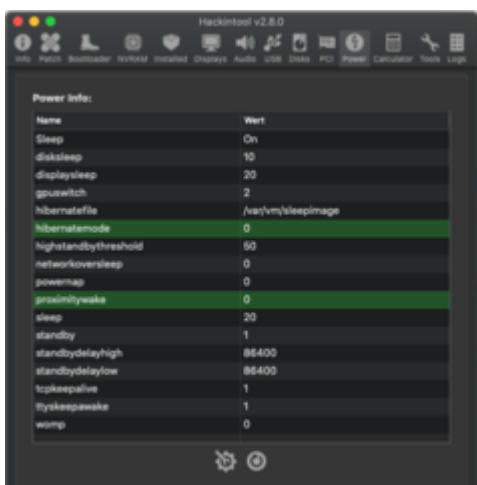 Hackintool v2.8.0
Info Patch Bootloader NVRAM Installed Displays Audio USB Disks PCI Power Calculator Tools Logs
Power Info:
Name Wert
Sleep On
disksleep 10
displaysleep 20
gpuswitch 2
hibernatefile /var/vm/sleepimage
hibernatemode 0
highstandbythreshold 50
networkoversleep 0
powernap 0
proximitywake 0
sleep 20
standby 1
standbydelayhigh 86400
standbydelaylow 86400
tcpkeepalive 1
ttyskeepawake 1
womp 0